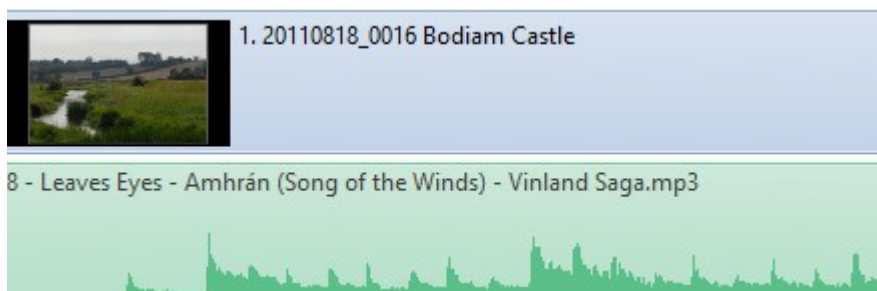 1. 20110818_0016 Bodiam Castle
8 - Leaves Eyes - Amhrán (Song of the Winds) - Vinland Saga.mp3